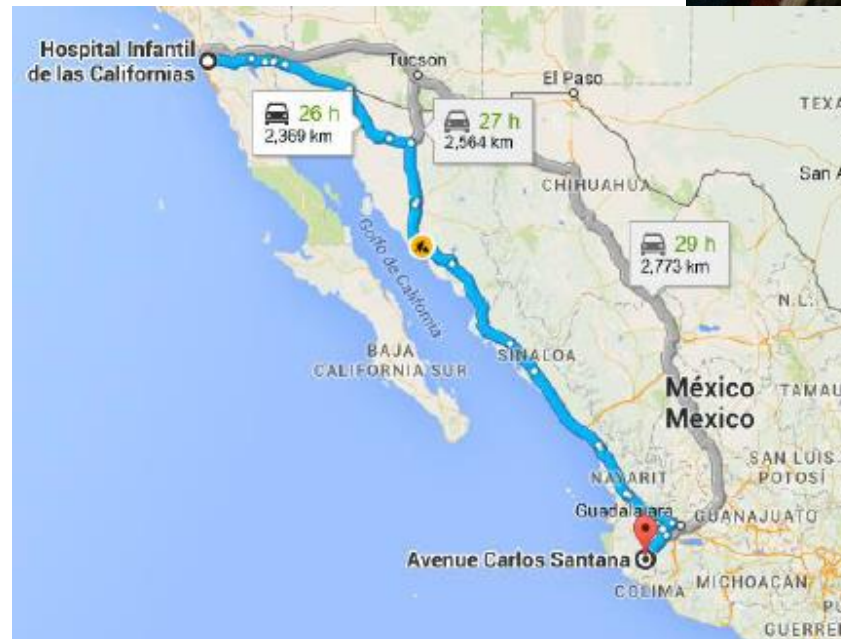 Hospital Infantil
de las Californias
Tucson
El Paso
TEXA
26 h
2,369 km
27 h
2,564 km
CHIHUAHUA
San A
29 h
2,773 km
Golfo de California
N.L.
BAJA
CALIFORNIA SUR
SINALOA
México
Mexico
TAMAU
SAN LUIS
POTOSÍ
NAYARIT
Guadalajara
GUANAJUATO
Avenue Carlos Santana
COLIMA
MICHOACÁN
PU
GUERRER